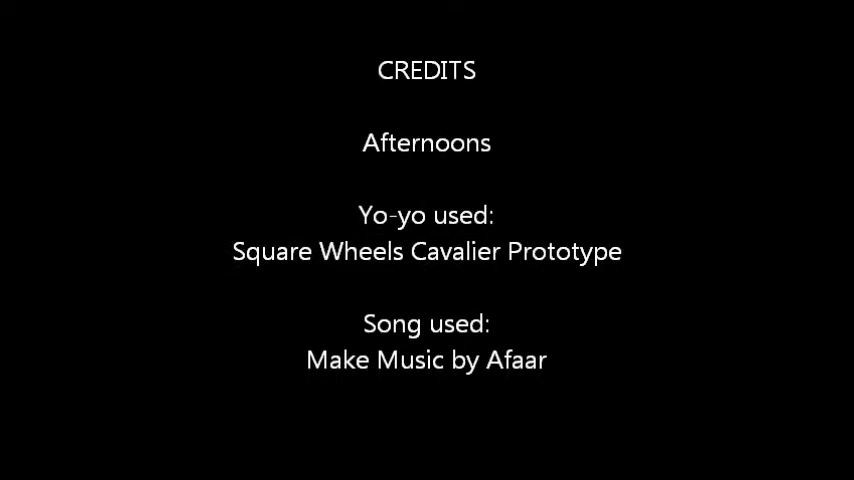 CREDITS
Afternoons
Yo-yo used:
Square Wheels Cavalier Prototype
Song used:
Make Music by Afaar